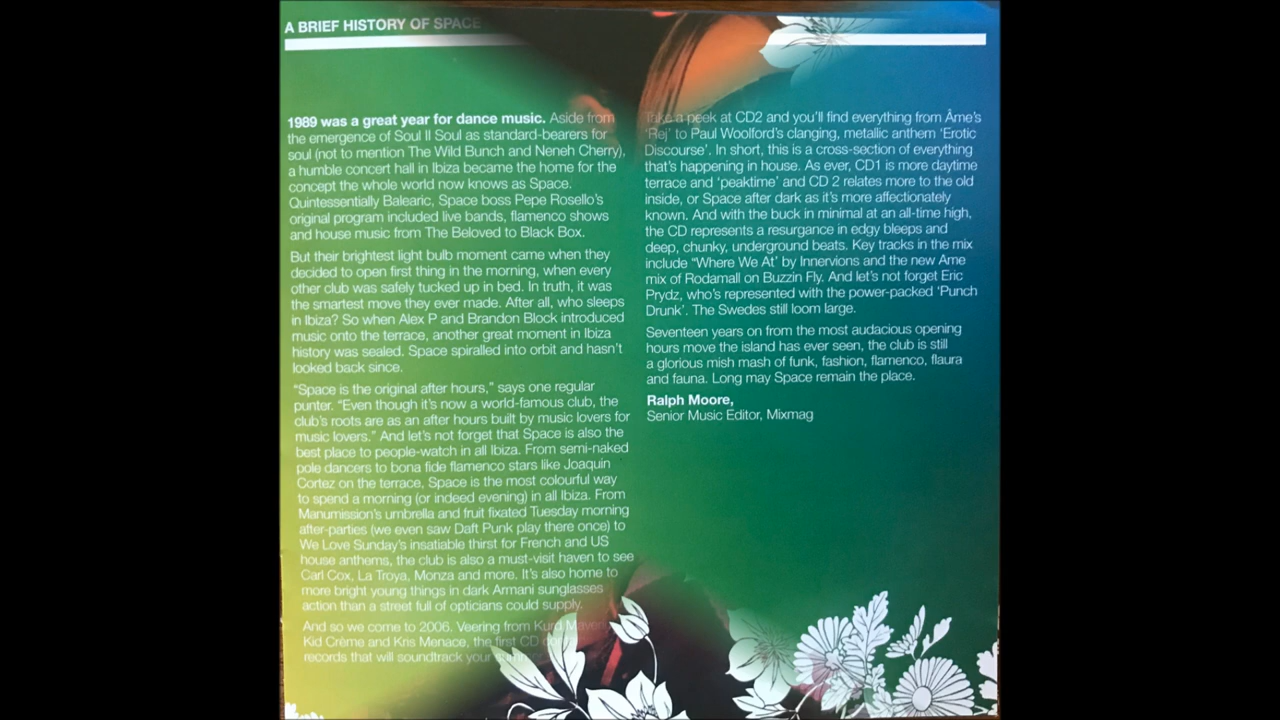 A BRIEF HISTORY OF SPACE
1989 was a great year for dance music. Aside from
the emergence of Soul II Soul as standard-bearers for
soul (not to mention The Wild Bunch and Neneh Cherry),
a humble concert hall in Ibiza became the home for the
concept the whole world now knows as Space.
Quintessentially Balearic, Space boss Pepe Rosello's
original program included live bands, flamenco shows
and house music from The Beloved to Black Box.
But their brightest light bulb moment came when they
decided to open first thing in the morning, when every
other club was safely tucked up in bed. In truth, it was
the smartest move they ever made. After all, who sleeps
in Ibiza? So when Alex P and Brandon Block introduced
music onto the terrace, another great moment in Ibiza
history was sealed. Space spiralled into orbit and hasn't
looked back since.
“Space is the original after hours,” says one regular
punter. “Even though it's now a world-famous club, the
club's roots are as an after hours built by music lovers for
music lovers.” And let's not forget that Space is also the
best place to people-watch in all Ibiza. From semi-naked
pole dancers to bona fide flamenco stars like Joaquin
Cortez on the terrace, Space is the most colourful way
to spend a morning (or indeed evening) in all Ibiza. From
Manumission's umbrella and fruit fixated Tuesday morning
after-parties (we even saw Daft Punk play there once) to
We Love Sunday's insatiable thirst for French and US
house anthems, the club is also a must-visit haven to see
Carl Cox, La Troya, Monza and more. It's also home to
more bright young things in dark Armani sunglasses
action than a street full of opticians could supply.
And so we come to 2006. Veering from Kurd
Kid Crème and Kris Menace, the first CD
records that will soundtrack your summer
Take a peek at CD2 and you'll find everything from Âme's
‘Rej’ to Paul Woolford's clanging, metallic anthem ‘Erotic
Discourse’. In short, this is a cross-section of everything
that's happening in house. As ever, CD1 is more daytime
terrace and ‘peaktime’ and CD 2 relates more to the old
inside, or Space after dark as it's more affectionately
known. And with the buck in minimal at an all-time high,
the CD represents a resurgance in edgy bleeps and
deep, chunky, underground beats. Key tracks in the mix
include “Where We At’ by Innervions and the new Ame
mix of Rodamall on Buzzin Fly. And let's not forget Eric
Prydz, who's represented with the power-packed ‘Punch
Drunk’. The Swedes still loom large.
Seventeen years on from the most audacious opening
hours move the island has ever seen, the club is still
a glorious mish mash of funk, fashion, flamenco, flaura
and fauna. Long may Space remain the place.
Ralph Moore,
Senior Music Editor, Mixmag